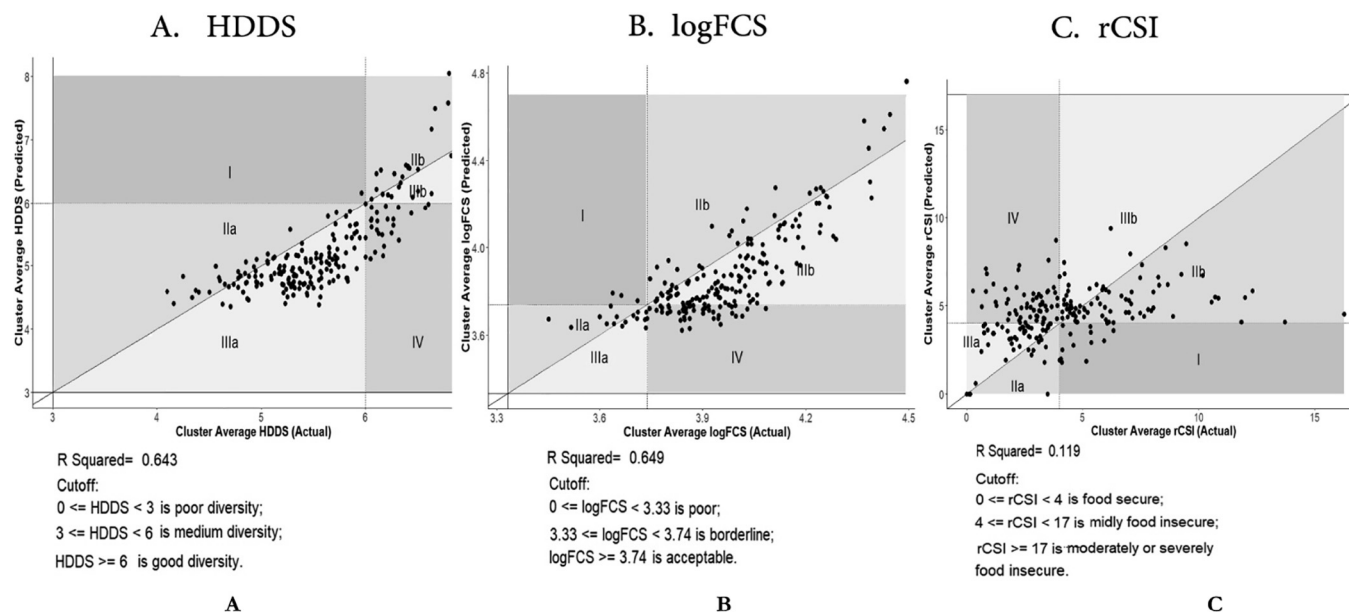 A. HDDS
B. logFCS
C. rCSI
Cluster Average HDDS (Predicted)
8
7
6
5
4
3
I
IIa
IIb
IIIb
IIIa
IV
3
4
5
6
Cluster Average HDDS (Actual)
R Squared= 0.643
Cutoff:
0 <= HDDS < 3 is poor diversity;
3 <= HDDS < 6 is medium diversity;
HDDS >= 6 is good diversity.
A
Cluster Average logFCS (Predicted)
4.8
4.4
4.0
3.6
I
IIb
IIIb
IIa
IIIa
IV
3.3
3.6
3.9
4.2
4.5
Cluster Average logFCS (Actual)
R Squared= 0.649
Cutoff:
0 <= logFCS < 3.33 is poor;
3.33 <= logFCS < 3.74 is borderline;
logFCS >= 3.74 is acceptable.
B
Cluster Average rCSI (Predicted)
15
10
5
0
IV
IIIb
IIb
IIIa
IIa
I
0
5
10
15
Cluster Average rCSI (Actual)
R Squared= 0.119
Cutoff:
0 <= rCSI < 4 is food secure;
4 <= rCSI < 17 is midly food insecure;
rCSI >= 17 is moderately or severely
food insecure.
C